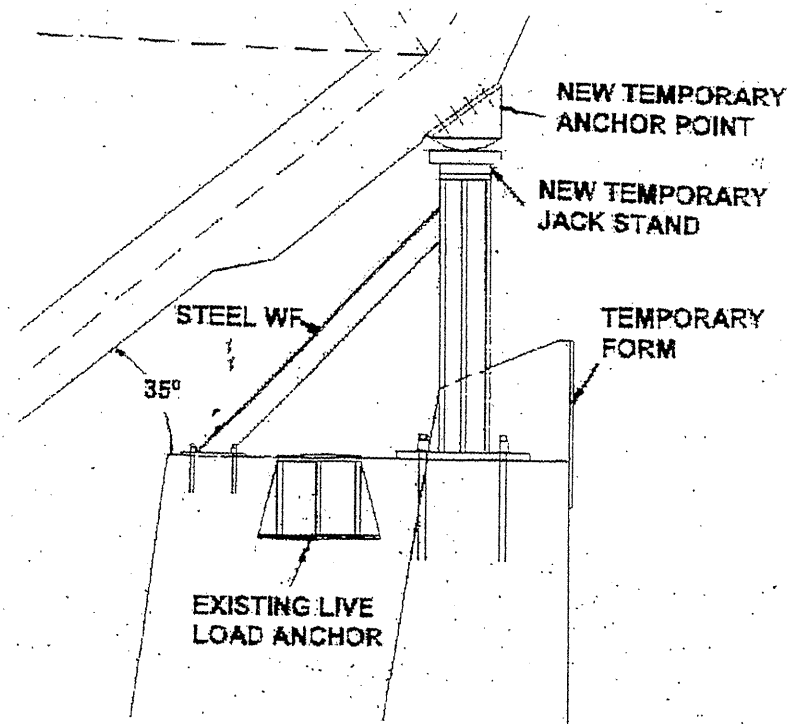 NEW TEMPORARY
ANCHOR POINT
NEW TEMPORARY
JACK STAND
STEEL WF
TEMPORARY
FORM
35°
EXISTING LIVE
LOAD ANCHOR